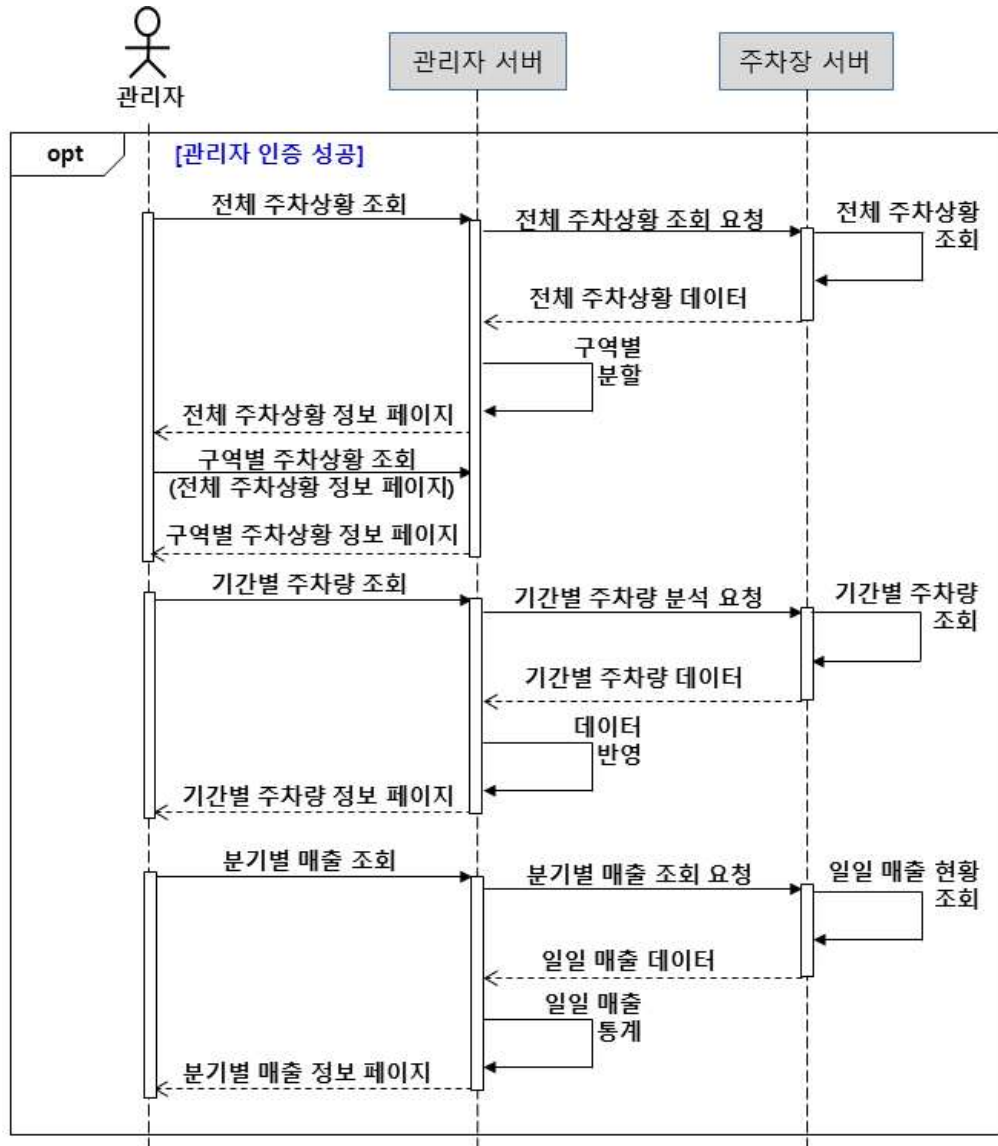 관리자
관리자 서버
주차장 서버
opt
[관리자 인증 성공]
전체 주차상황 조회
전체 주차상황 조회 요청
전체 주차상황
조회
전체 주차상황 데이터
구역별
분할
전체 주차상황 정보 페이지
구역별 주차상황 조회
(전체 주차상황 정보 페이지)
구역별 주차상황 정보 페이지
기간별 주차량 조회
기간별 주차량 분석 요청
기간별 주차량
조회
기간별 주차량 데이터
데이터
반영
기간별 주차량 정보 페이지
분기별 매출 조회
분기별 매출 조회 요청
일일 매출 현황
조회
일일 매출 데이터
일일 매출
통계
분기별 매출 정보 페이지